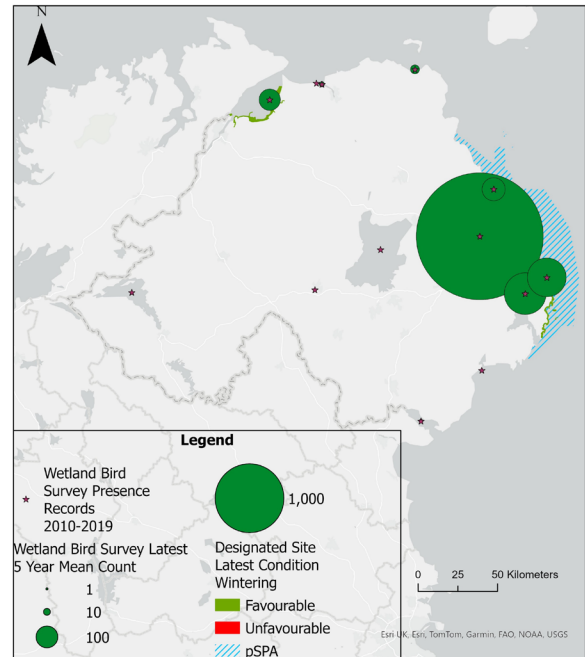 N
Legend
Wetland Bird
Survey Presence
Records
2010-2019
Wetland Bird Survey Latest
5 Year Mean Count
1
10
100
1,000
Designated Site
Latest Condition
Wintering
Favourable
Unfavourable
pSPA
0 25 50 Kilometers
Esri UK, Esri, TomTom, Garmin, FAO, NOAA, USGS